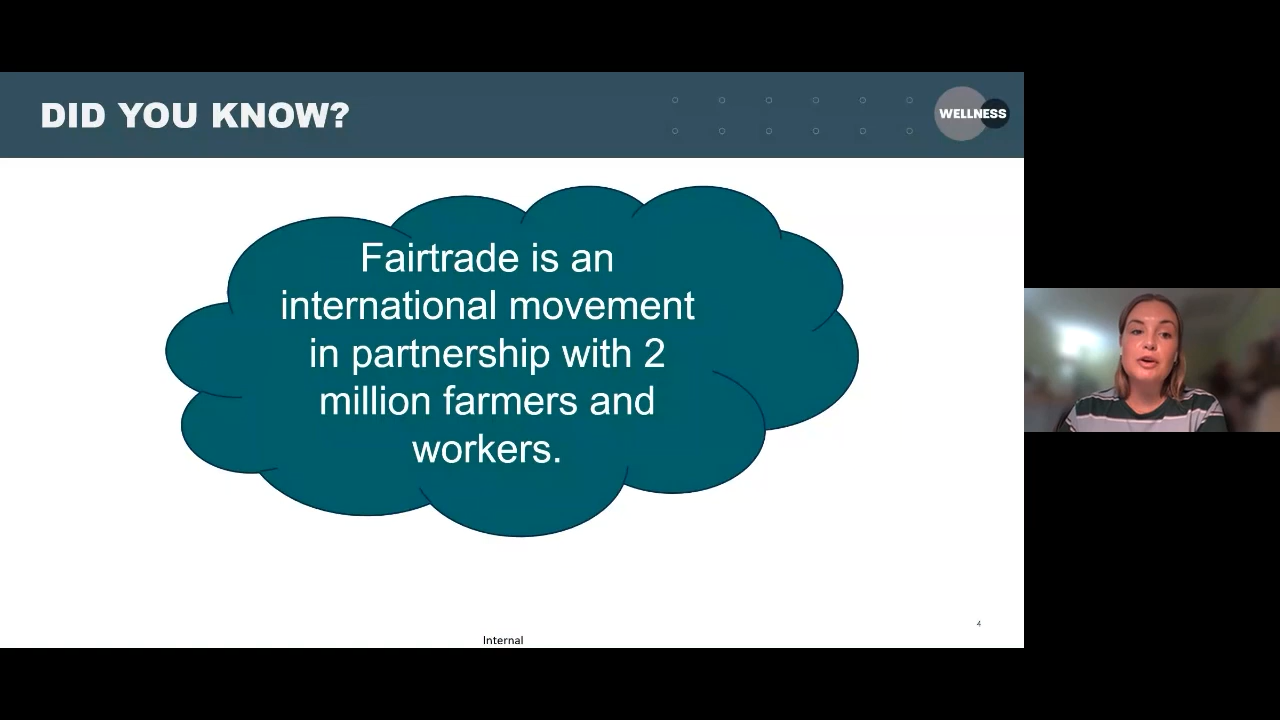 DID YOU KNOW?
WELLNESS
Fairtrade is an
international movement
in partnership with 2
million farmers and
workers.
4
Internal